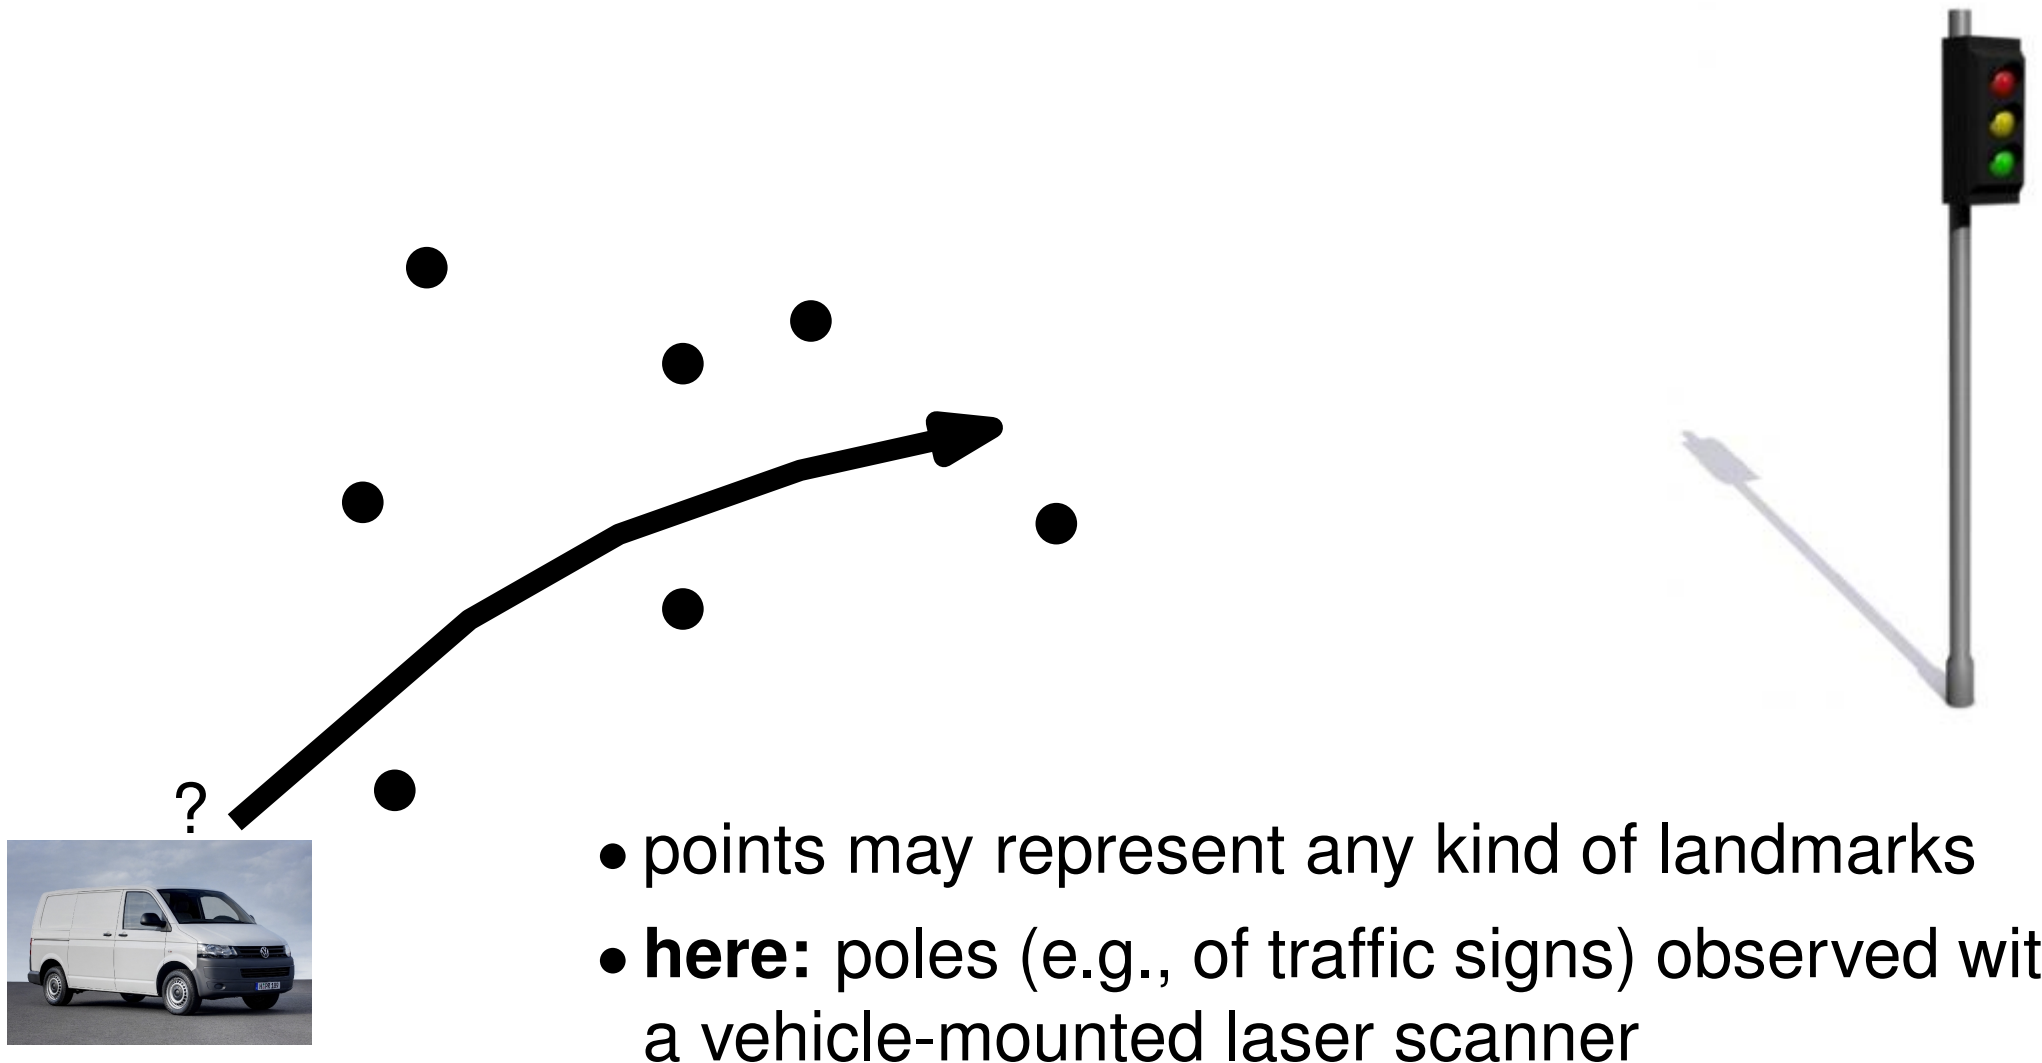 ?
• points may represent any kind of landmarks
• here: poles (e.g., of traffic signs) observed wit
a vehicle-mounted laser scanner